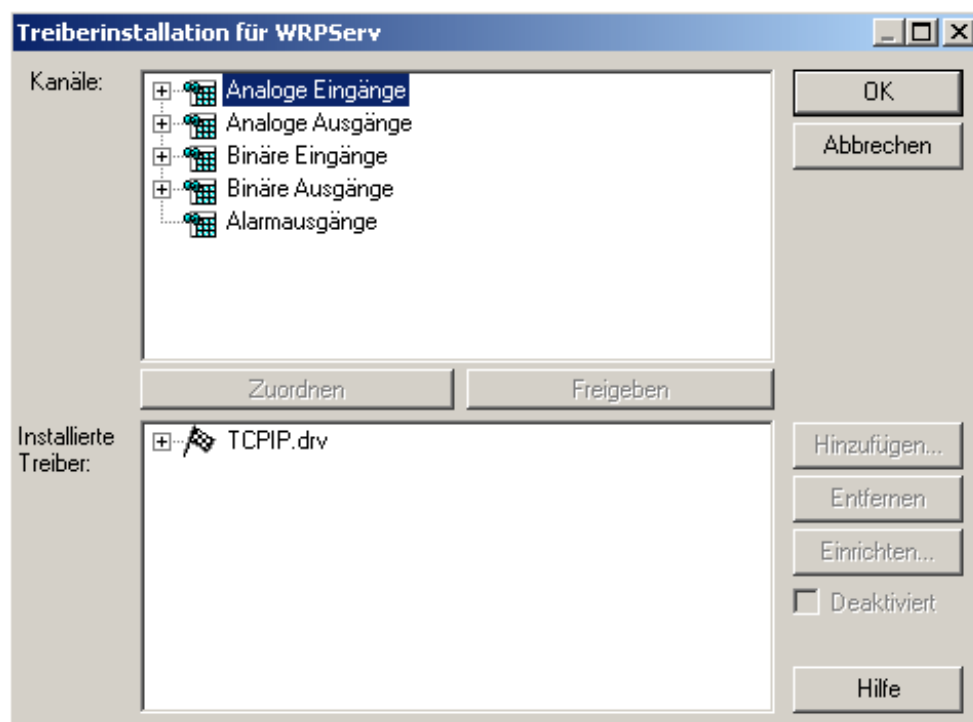 Treiberinstallation für WRPServ
Kanäle:
Analoge Eingänge
Analoge Ausgänge
Binäre Eingänge
Binäre Ausgänge
Alarmausgänge
OK
Abbrechen
Zuordnen
Freigeben
Installierte
Treiber:
TCPIP.drv
Hinzufügen...
Entfernen
Einrichten...
Deaktiviert
Hilfe